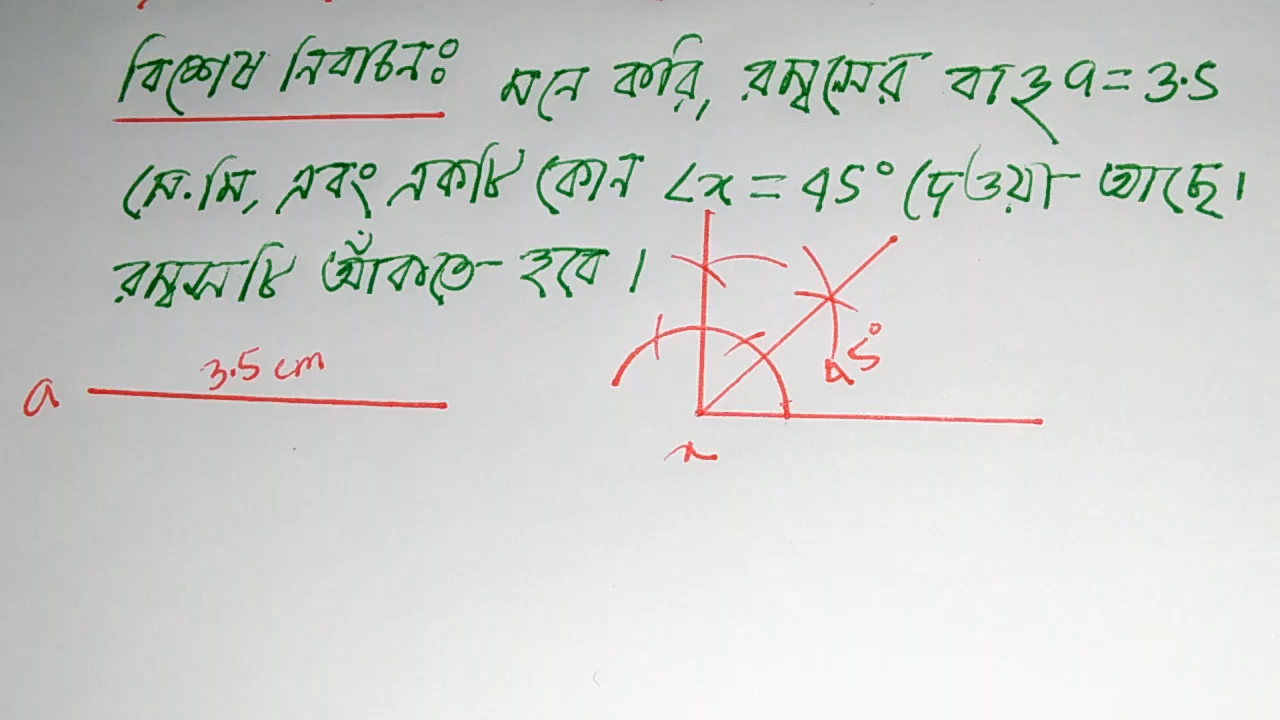 বিশেষ নির্বাচনঃ মনে করি, রম্বসের বাহু a = 3.5
সে.মি, এবং একটি কোন ∠x = 45° দেওয়া আছে।
রম্বসটি আঁকতে হবে।
45°
3.5 cm
a
x